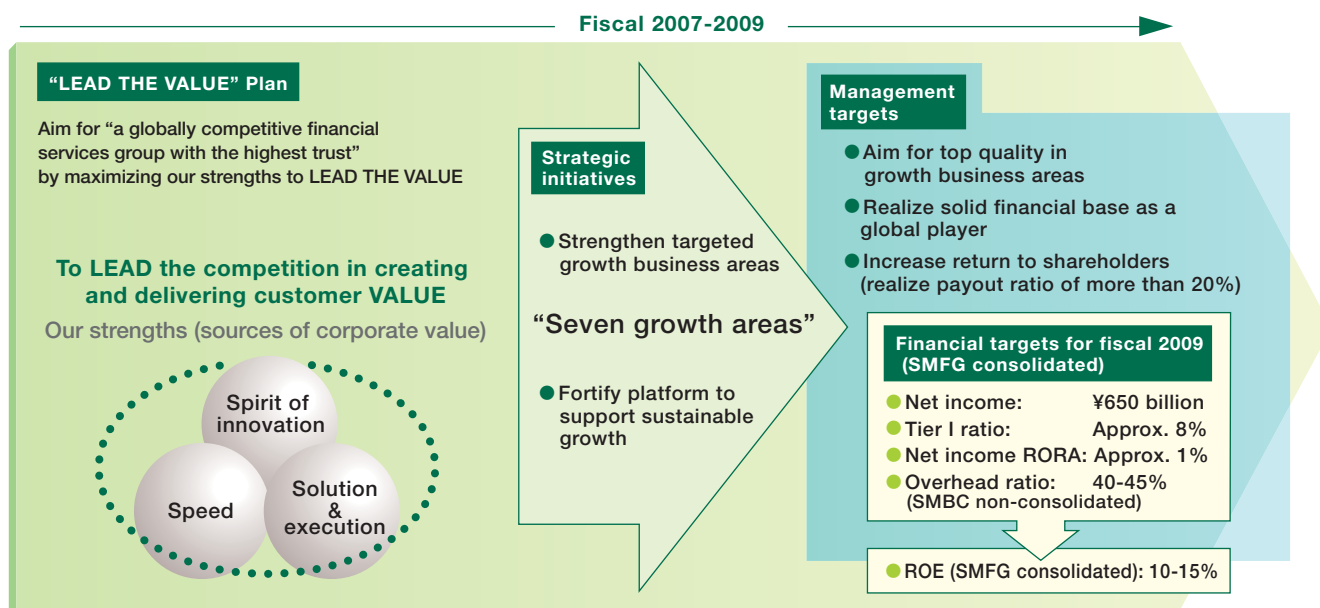 Fiscal 2007-2009
“LEAD THE VALUE” Plan
Aim for “a globally competitive financial
services group with the highest trust”
by maximizing our strengths to LEAD THE VALUE
To LEAD the competition in creating
and delivering customer VALUE
Our strengths (sources of corporate value)
Spirit of
innovation
Speed
Solution
&
execution
Strategic
initiatives
● Strengthen targeted
growth business areas
“Seven growth areas”
● Fortify platform to
support sustainable
growth
Management
targets
● Aim for top quality in
growth business areas
● Realize solid financial base as a
global player
● Increase return to shareholders
(realize payout ratio of more than 20%)
Financial targets for fiscal 2009
(SMFG consolidated)
● Net income: ¥650 billion
● Tier I ratio: Approx. 8%
● Net income RORA: Approx. 1%
● Overhead ratio: 40-45%
(SMBC non-consolidated)
● ROE (SMFG consolidated): 10-15%